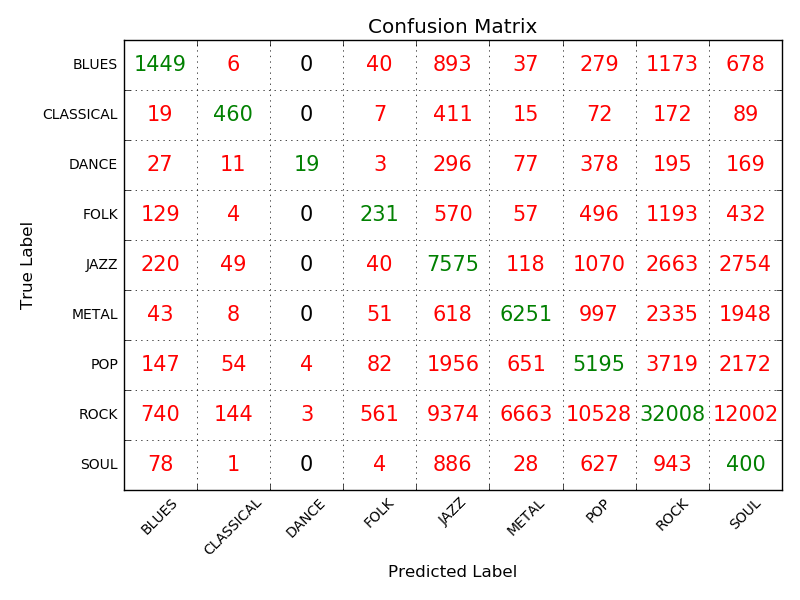 Confusion Matrix
BLUES 1449 6 0 40 893 37 279 1173 678
CLASSICAL 19 460 0 7 411 15 72 172 89
DANCE 27 11 19 3 296 77 378 195 169
FOLK 129 4 0 231 570 57 496 1193 432
JAZZ 220 49 0 40 7575 118 1070 2663 2754
METAL 43 8 0 51 618 6251 997 2335 1948
POP 147 54 4 82 1956 651 5195 3719 2172
ROCK 740 144 3 561 9374 6663 10528 32008 12002
SOUL 78 1 0 4 886 28 627 943 400
BLUES CLASSICAL DANCE FOLK JAZZ METAL POP ROCK SOUL
Predicted Label
True Label